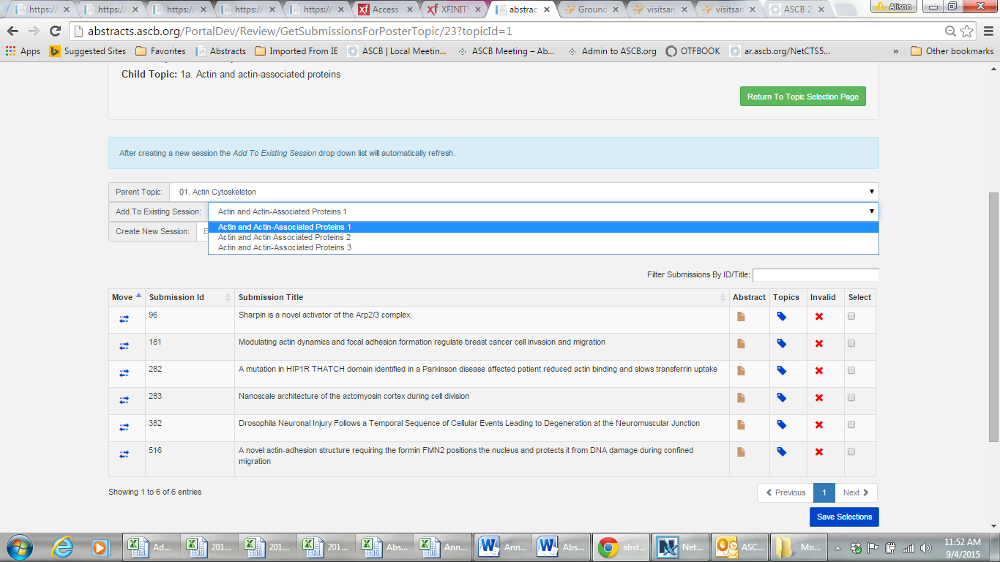 https:/
https:/
https:/
https:/
https:/
Access
XFINIT
abstrac
Ground
visitsan
visitsan
ASCB 2
Alison
abstracts.ascb.org/PortalDev/Review/GetSubmissionsForPosterTopic/23?topicId=1
Apps
Suggested Sites
Favorites
Abstracts
Imported From IE
ASCB | Local Meetin...
ASCB Meeting – Ab...
Admin to ASCB.org
OTFBOOK
ar.ascb.org/NetCTS5...
»
Other bookmarks
Child Topic: 1a. Actin and actin-associated proteins
Return To Topic Selection Page
After creating a new session the Add To Existing Session drop down list will automatically refresh.
Parent Topic: 01. Actin Cytoskeleton
Add To Existing Session: Actin and Actin-Associated Proteins 1
Actin and Actin-Associated Proteins 1
Create New Session: E
Actin and Actin Associated Proteins 2
Actin and Actin-Associated Proteins 3
Filter Submissions By ID/Title:
Move Submission Id Submission Title Abstract Topics Invalid Select
96 Sharpin is a novel activator of the Arp2/3 complex.
181 Modulating actin dynamics and focal adhesion formation regulate breast cancer cell invasion and migration
282 A mutation in HIP1R THATCH domain identified in a Parkinson disease affected patient reduced actin binding and slows transferrin uptake
283 Nanoscale architecture of the actomyosin cortex during cell division
382 Drosophila Neuronal Injury Follows a Temporal Sequence of Cellular Events Leading to Degeneration at the Neuromuscular Junction
516 A novel actin-adhesion structure requiring the formin FMN2 positions the nucleus and protects it from DNA damage during confined
migration
Showing 1 to 6 of 6 entries
Previous 1 Next
Save Selections
Ad...
201...
201...
201...
Abs...
Ann...
Ann...
Abs...
abst...
Net...
ASC...
Mo...
11:52 AM
9/4/2015